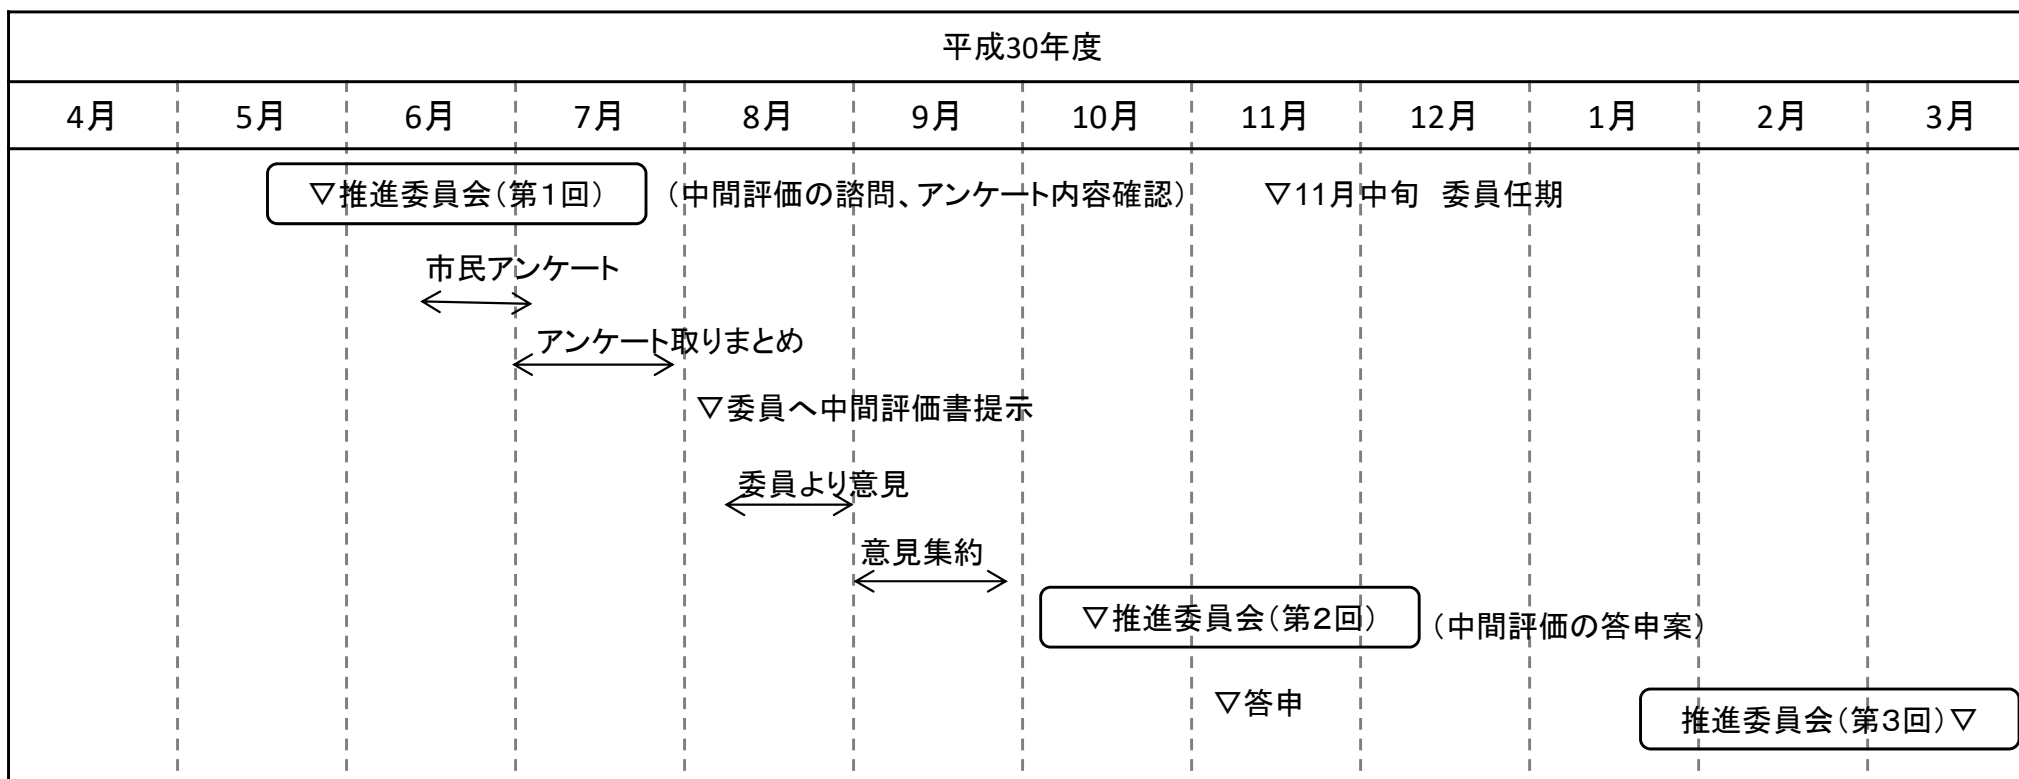 平成30年度
4月 5月 6月 7月 8月 9月 10月 11月 12月 1月 2月 3月
▽推進委員会(第1回) (中間評価の諮問、アンケート内容確認) ▽11月中旬 委員任期
市民アンケート
アンケート取りまとめ
▽委員へ中間評価書提示
委員より意見
意見集約
▽推進委員会(第2回) (中間評価の答申案)
▽答申
推進委員会(第3回)▽